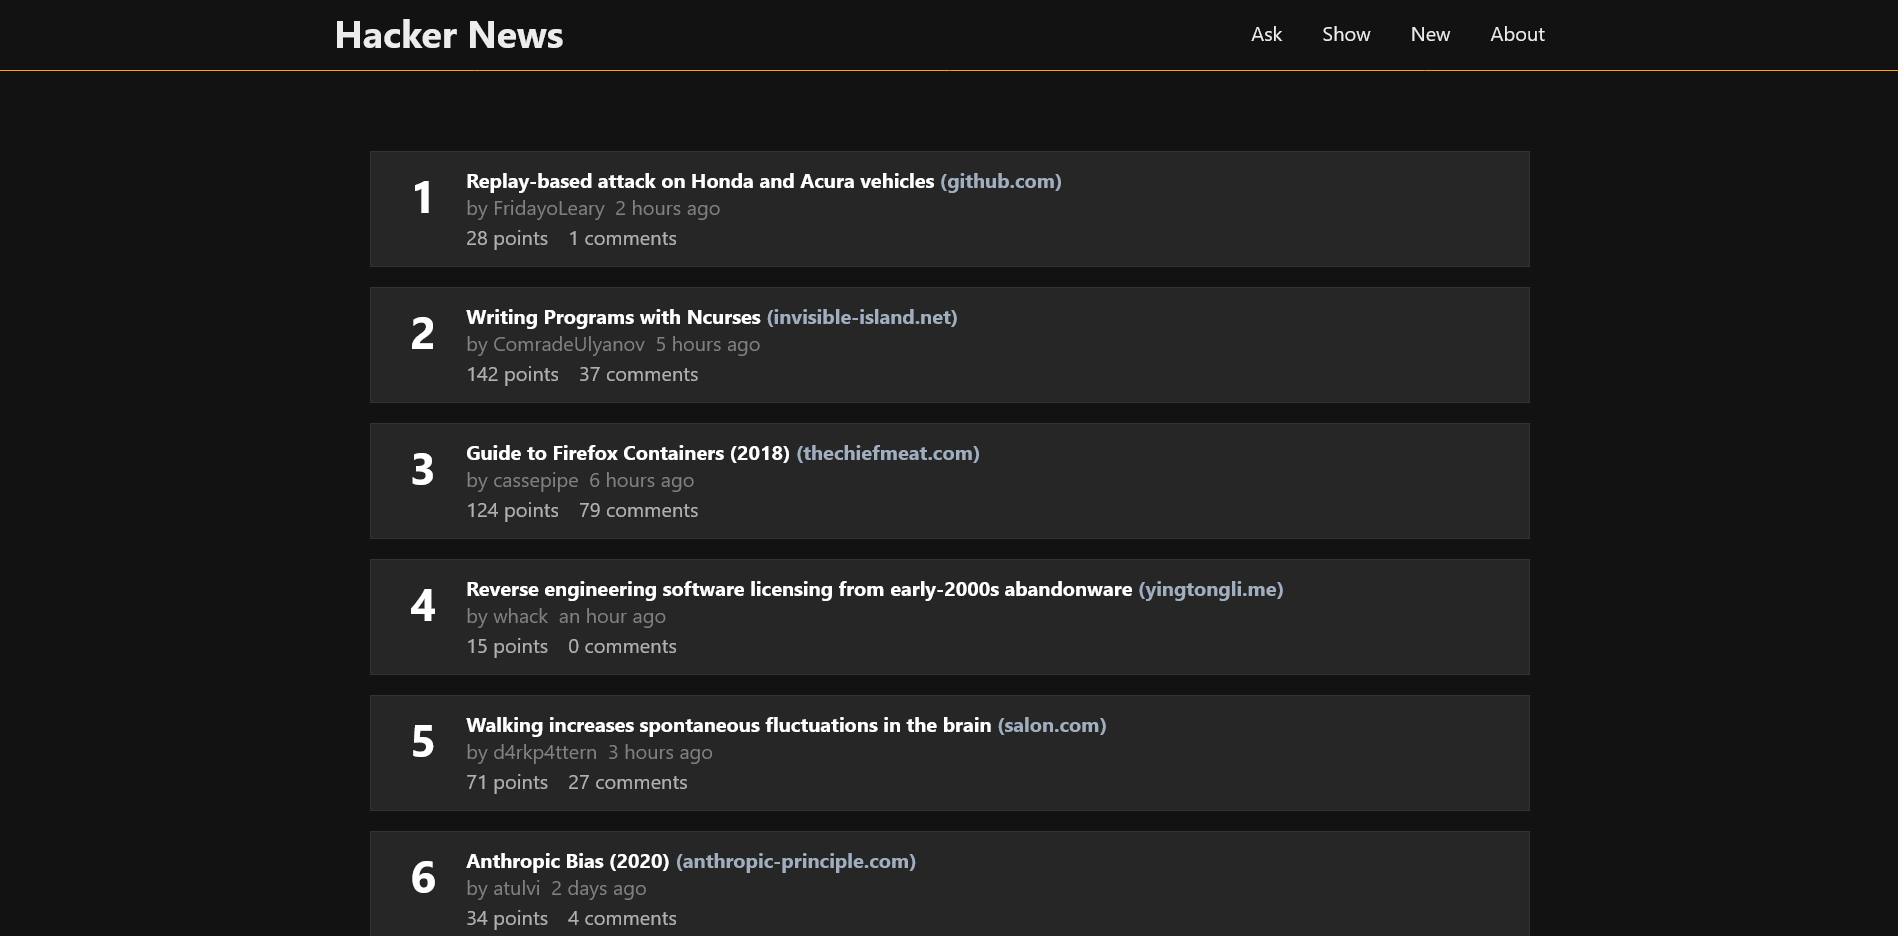 Hacker News
Ask Show New About
1
Replay-based attack on Honda and Acura vehicles (github.com)
by FridayoLeary 2 hours ago
28 points 1 comments
2
Writing Programs with Ncurses (invisible-island.net)
by ComradeUlyanov 5 hours ago
142 points 37 comments
3
Guide to Firefox Containers (2018) (thechiefmeat.com)
by cassepipe 6 hours ago
124 points 79 comments
4
Reverse engineering software licensing from early-2000s abandonware (yingtongli.me)
by whack an hour ago
15 points 0 comments
5
Walking increases spontaneous fluctuations in the brain (salon.com)
by d4rkp4ttern 3 hours ago
71 points 27 comments
6
Anthropic Bias (2020) (anthropic-principle.com)
by atulvi 2 days ago
34 points 4 comments